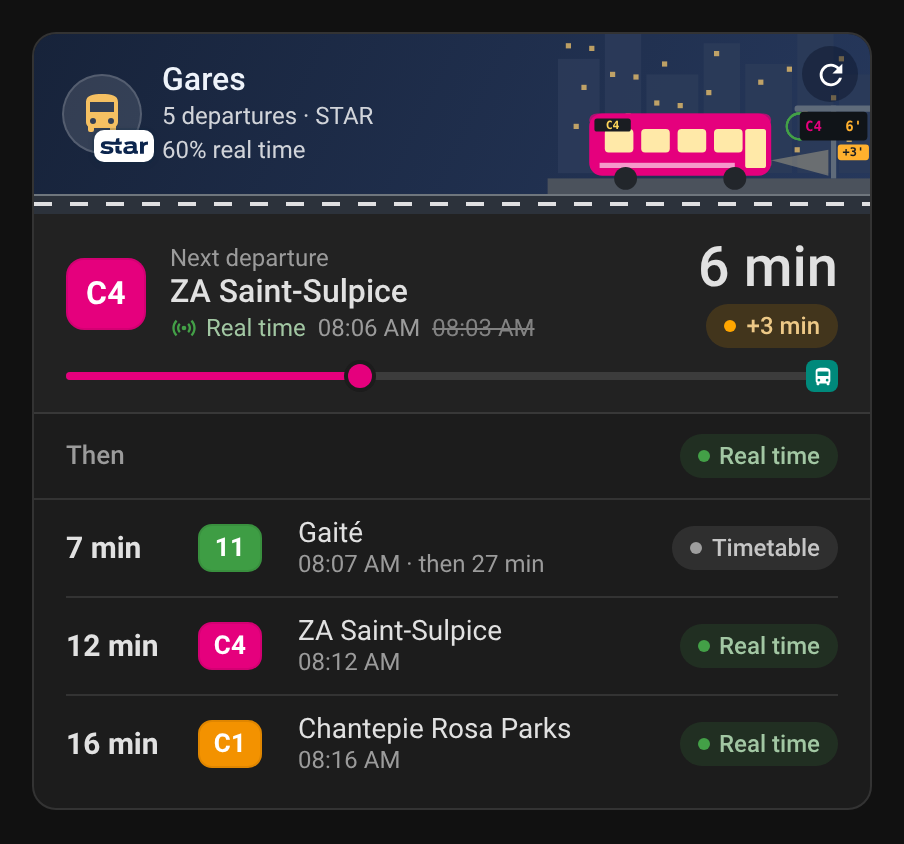 Gares
5 departures · STAR
60% real time
star
C4
C4 6'
+3'
C4
Next departure
ZA Saint-Sulpice
Real time 08:06 AM 08:03 AM
6 min
+3 min
Then
Real time
7 min
11
Gaité
08:07 AM · then 27 min
Timetable
12 min
C4
ZA Saint-Sulpice
08:12 AM
Real time
16 min
C1
Chantepie Rosa Parks
08:16 AM
Real time